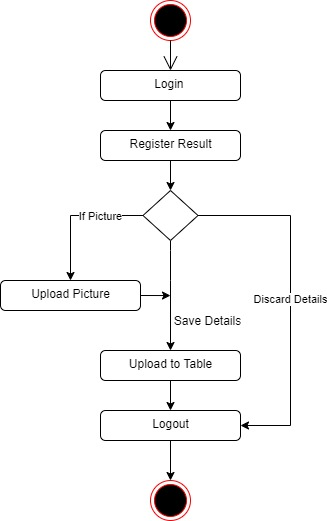 Login
Register Result
If Picture
Upload Picture
Discard Details
Save Details
Upload to Table
Logout